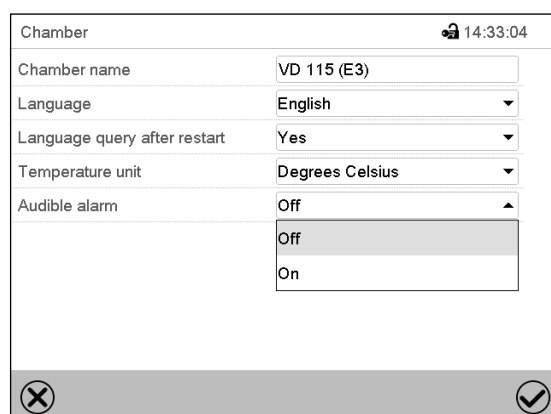 Chamber 14:33:04
Chamber name VD 115 (E3)
Language English
Language query after restart Yes
Temperature unit Degrees Celsius
Audible alarm Off
Off
On